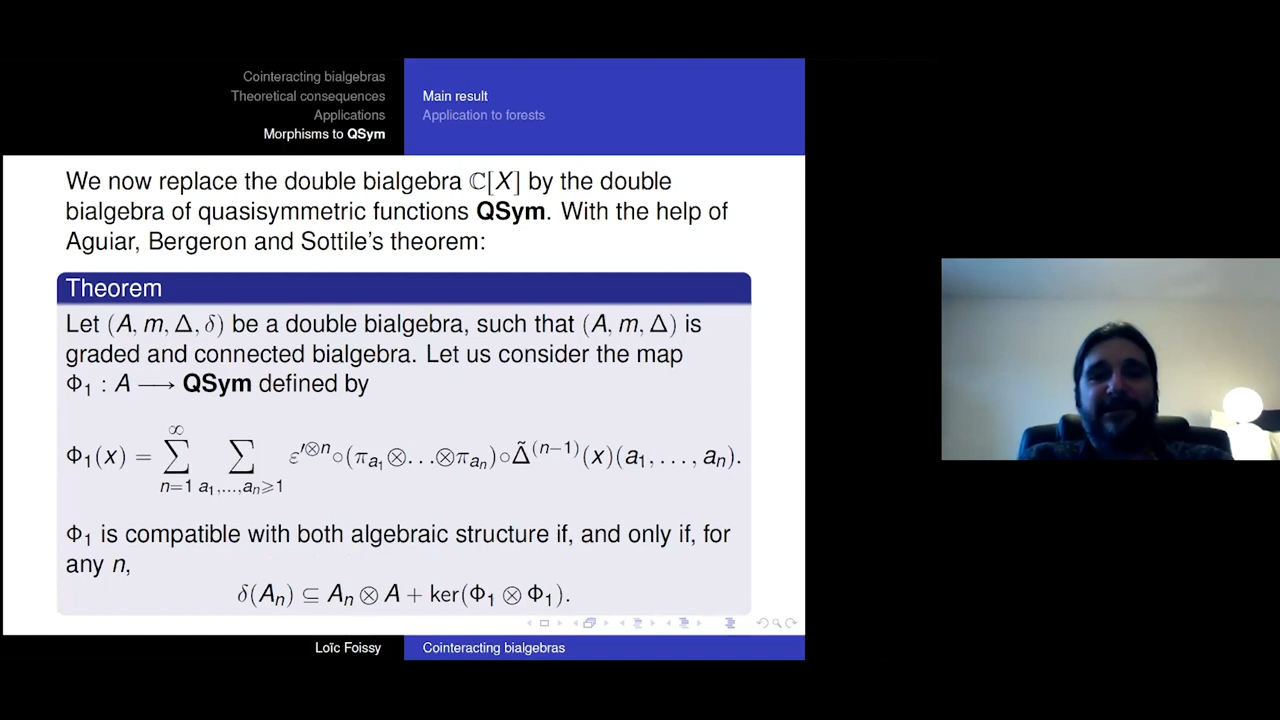 Cointeracting bialgebras
Theoretical consequences
Applications
Morphisms to QSym
Main result
Application to forests
We now replace the double bialgebra ℂ[X] by the double
bialgebra of quasisymmetric functions QSym. With the help of
Aguiar, Bergeron and Sottile's theorem:
Theorem
Let (A, m, Δ, δ) be a double bialgebra, such that (A, m, Δ) is
graded and connected bialgebra. Let us consider the map
Φ₁ : A ⟶ QSym defined by
Φ₁(x) = ∑_{n=1}^{∞} ∑_{a₁,...,aₙ⩾1} ε′^{⊗n}∘(π_{a₁}⊗…⊗π_{aₙ})∘Δ̃^{(n−1)}(x)(a₁, …, aₙ).
Φ₁ is compatible with both algebraic structure if, and only if, for
any n,
δ(Aₙ) ⊆ Aₙ ⊗ A + ker(Φ₁ ⊗ Φ₁).
Loïc Foissy
Cointeracting bialgebras